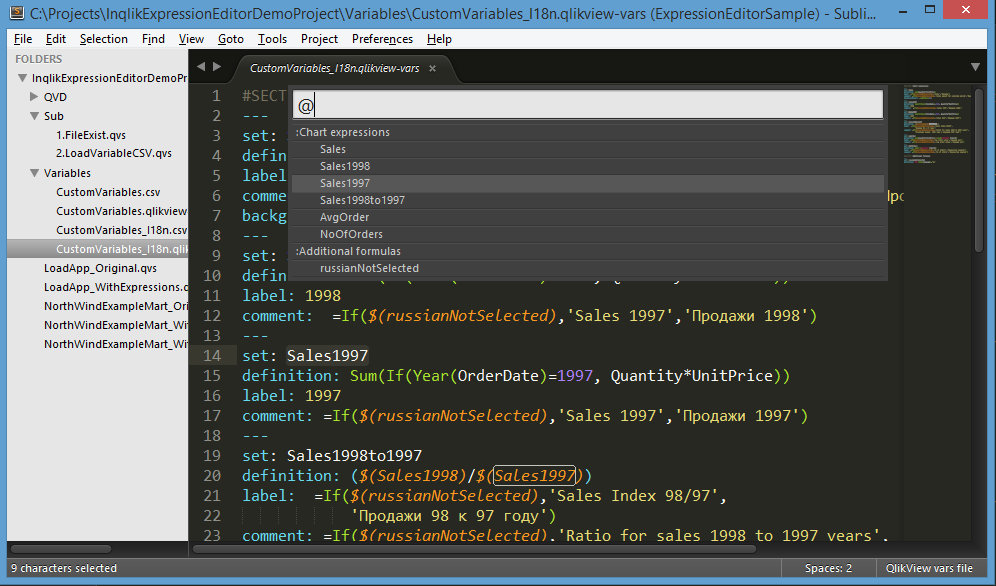 C:\Projects\InqlikExpressionEditorDemoProject\Variables\CustomVariables_I18n.qlikview-vars (ExpressionEditorSample) - Subli...
File Edit Selection Find View Goto Tools Project Preferences Help
FOLDERS
InqlikExpressionEditorDemoPr
QVD
Sub
1.FileExist.qvs
2.LoadVariableCSV.qvs
Variables
CustomVariables.csv
CustomVariables.qlikview
CustomVariables_I18n.csv
CustomVariables_I18n.qlik
LoadApp_Original.qvs
LoadApp_WithExpressions.q
NorthWindExampleMart_Ori
NorthWindExampleMart_Wi
NorthWindExampleMart_Wi
CustomVariables_I18n.qlikview-vars ×
@
:Chart expressions
Sales
Sales1998
Sales1997
Sales1998to1997
AvgOrder
NoOfOrders
:Additional formulas
russianNotSelected
1 #SECT
2 ---
3 set:
4 defin
5 label
6 comme
7 backg
8 ---
9 set:
10 defin
11 label: 1998
12 comment: =If($(russianNotSelected),'Sales 1997','Продажи 1998')
13 ---
14 set: Sales1997
15 definition: Sum(If(Year(OrderDate)=1997, Quantity*UnitPrice))
16 label: 1997
17 comment: =If($(russianNotSelected),'Sales 1997','Продажи 1997')
18 ---
19 set: Sales1998to1997
20 definition: ($(Sales1998)/$(Sales1997))
21 label: =If($(russianNotSelected),'Sales Index 98/97',
22 'Продажи 98 к 97 году')
23 comment: =If($(russianNotSelected),'Ratio for sales 1998 to 1997 years',
9 characters selected Spaces: 2 QlikView vars file